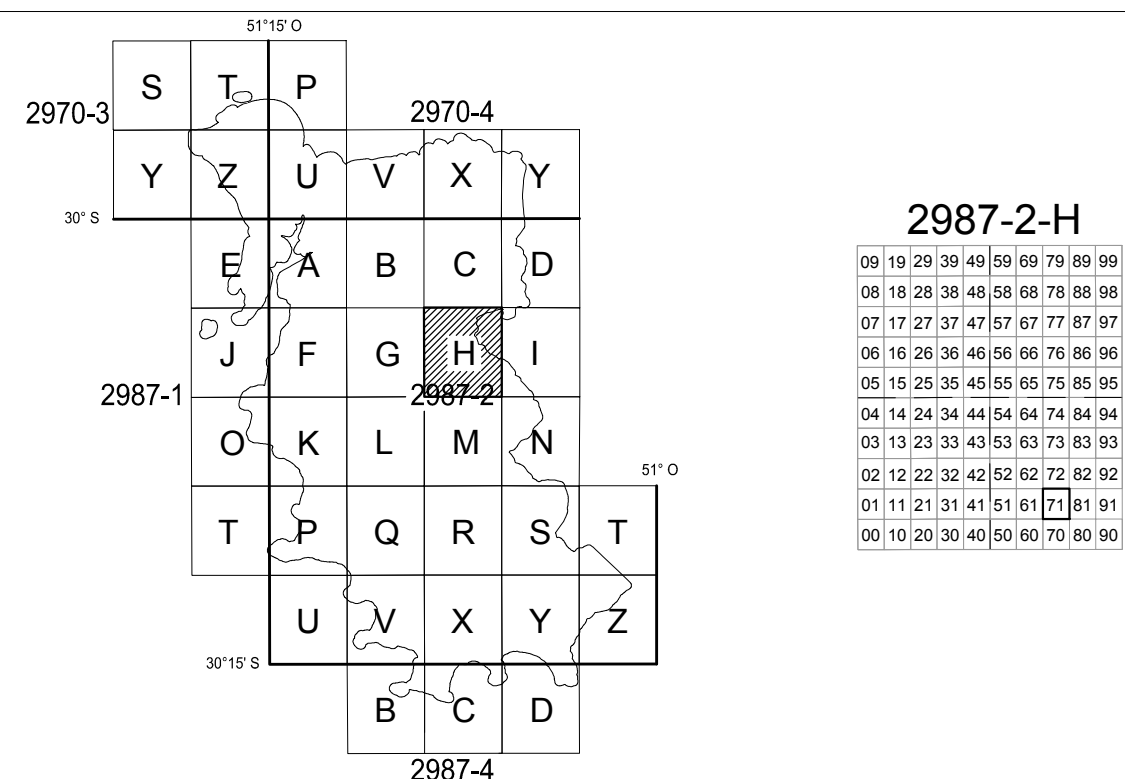 51°15' O
S T P
2970-3 2970-4
Y Z U V X Y
30° S
E A B C D
J F G H I
2987-1 2987-2
O K L M N
51° O
T P Q R S T
U V X Y Z
30°15' S
B C D
2987-4
2987-2-H
09 19 29 39 49 59 69 79 89 99
08 18 28 38 48 58 68 78 88 98
07 17 27 37 47 57 67 77 87 97
06 16 26 36 46 56 66 76 86 96
05 15 25 35 45 55 65 75 85 95
04 14 24 34 44 54 64 74 84 94
03 13 23 33 43 53 63 73 83 93
02 12 22 32 42 52 62 72 82 92
01 11 21 31 41 51 61 71 81 91
00 10 20 30 40 50 60 70 80 90